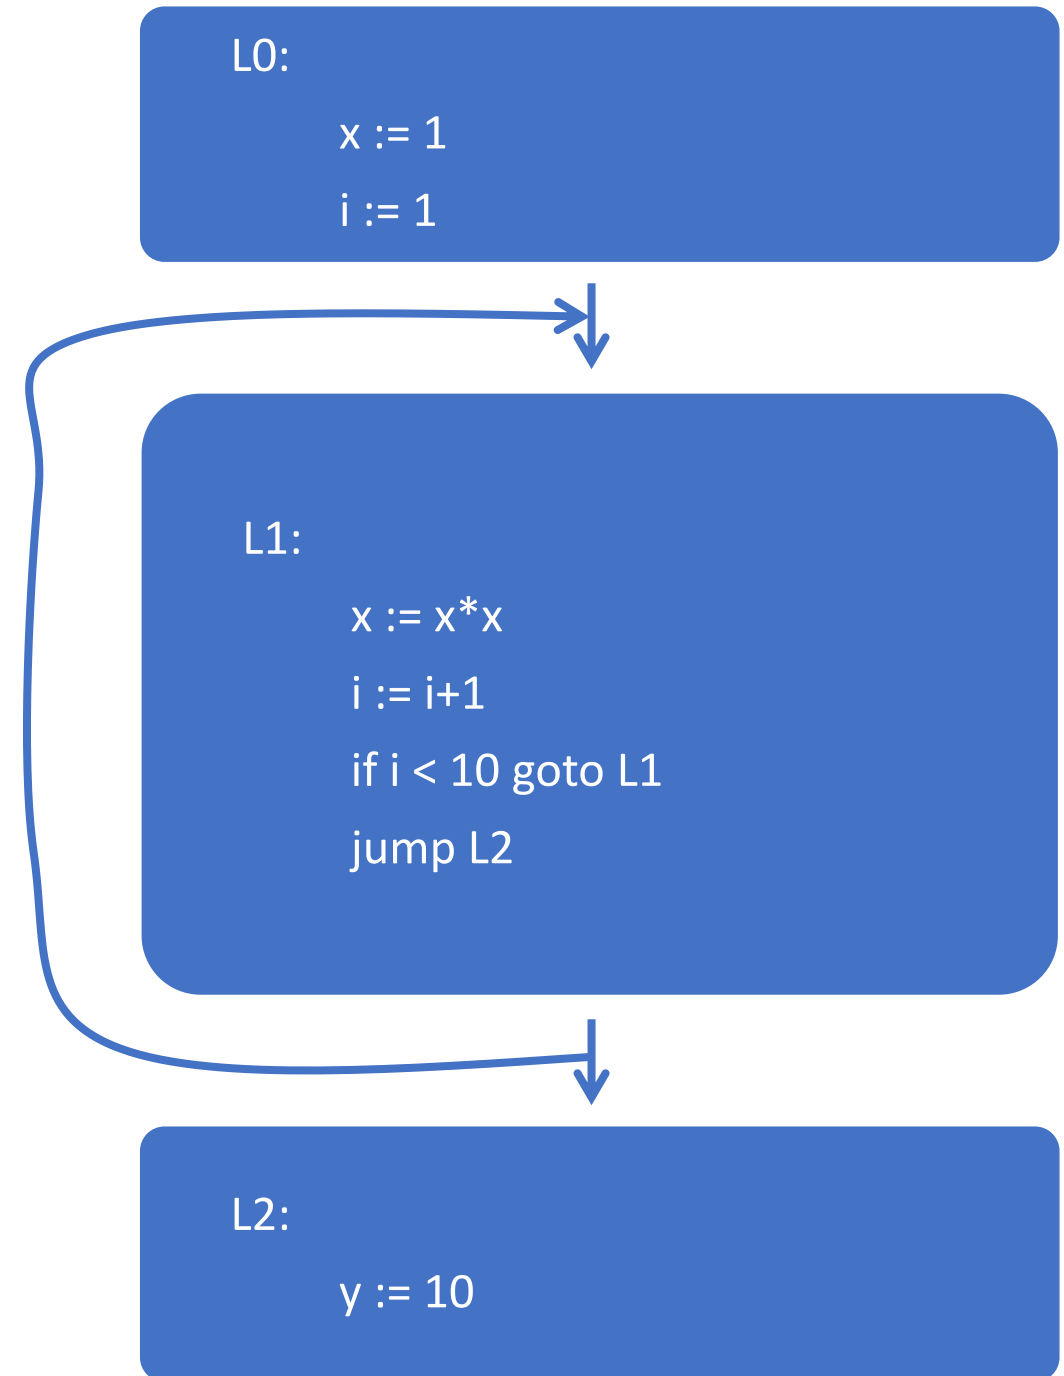 L0:
x := 1
i := 1
L1:
x := x*x
i := i+1
if i < 10 goto L1
jump L2
L2:
y := 10